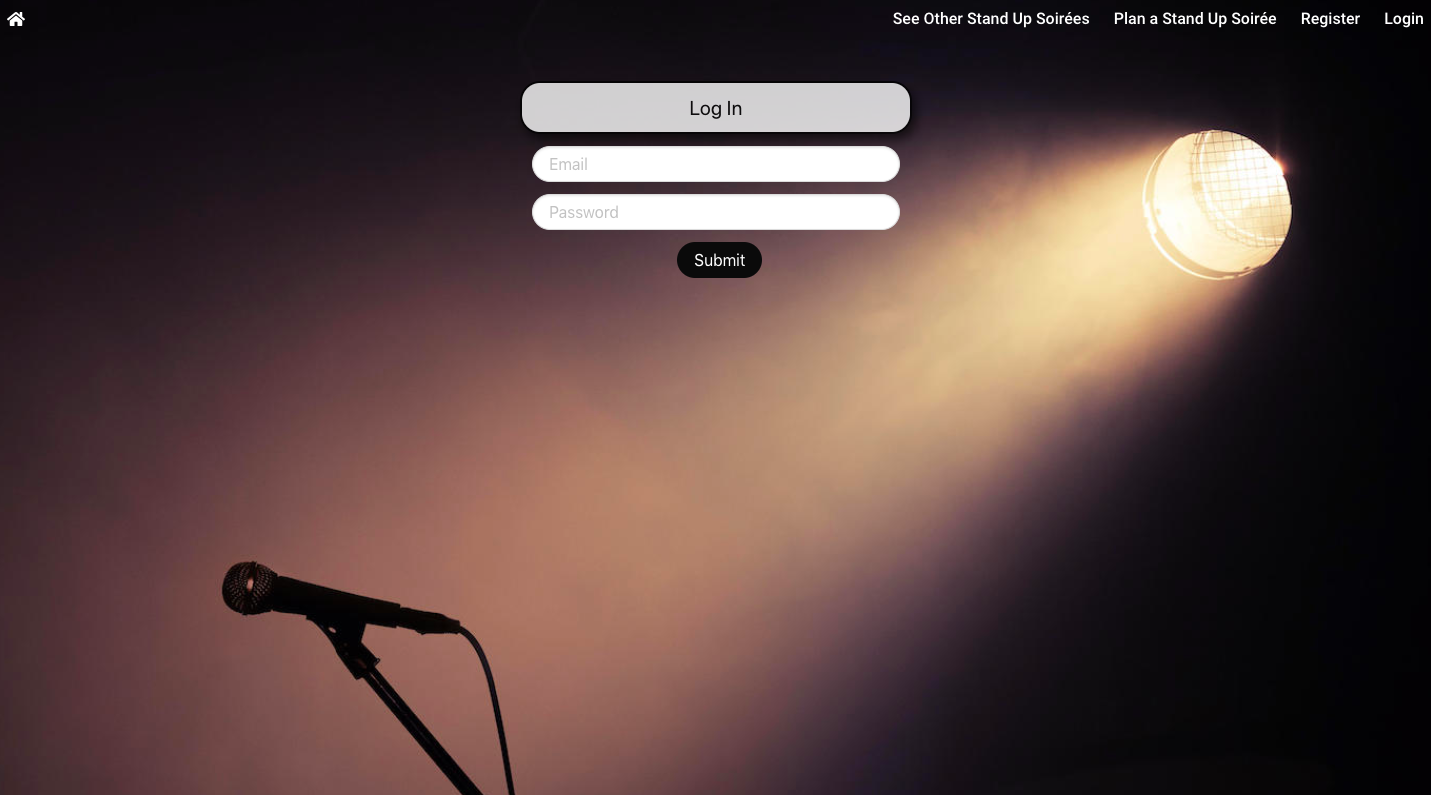 See Other Stand Up Soirées Plan a Stand Up Soirée Register Login
Log In
Email
Password
Submit